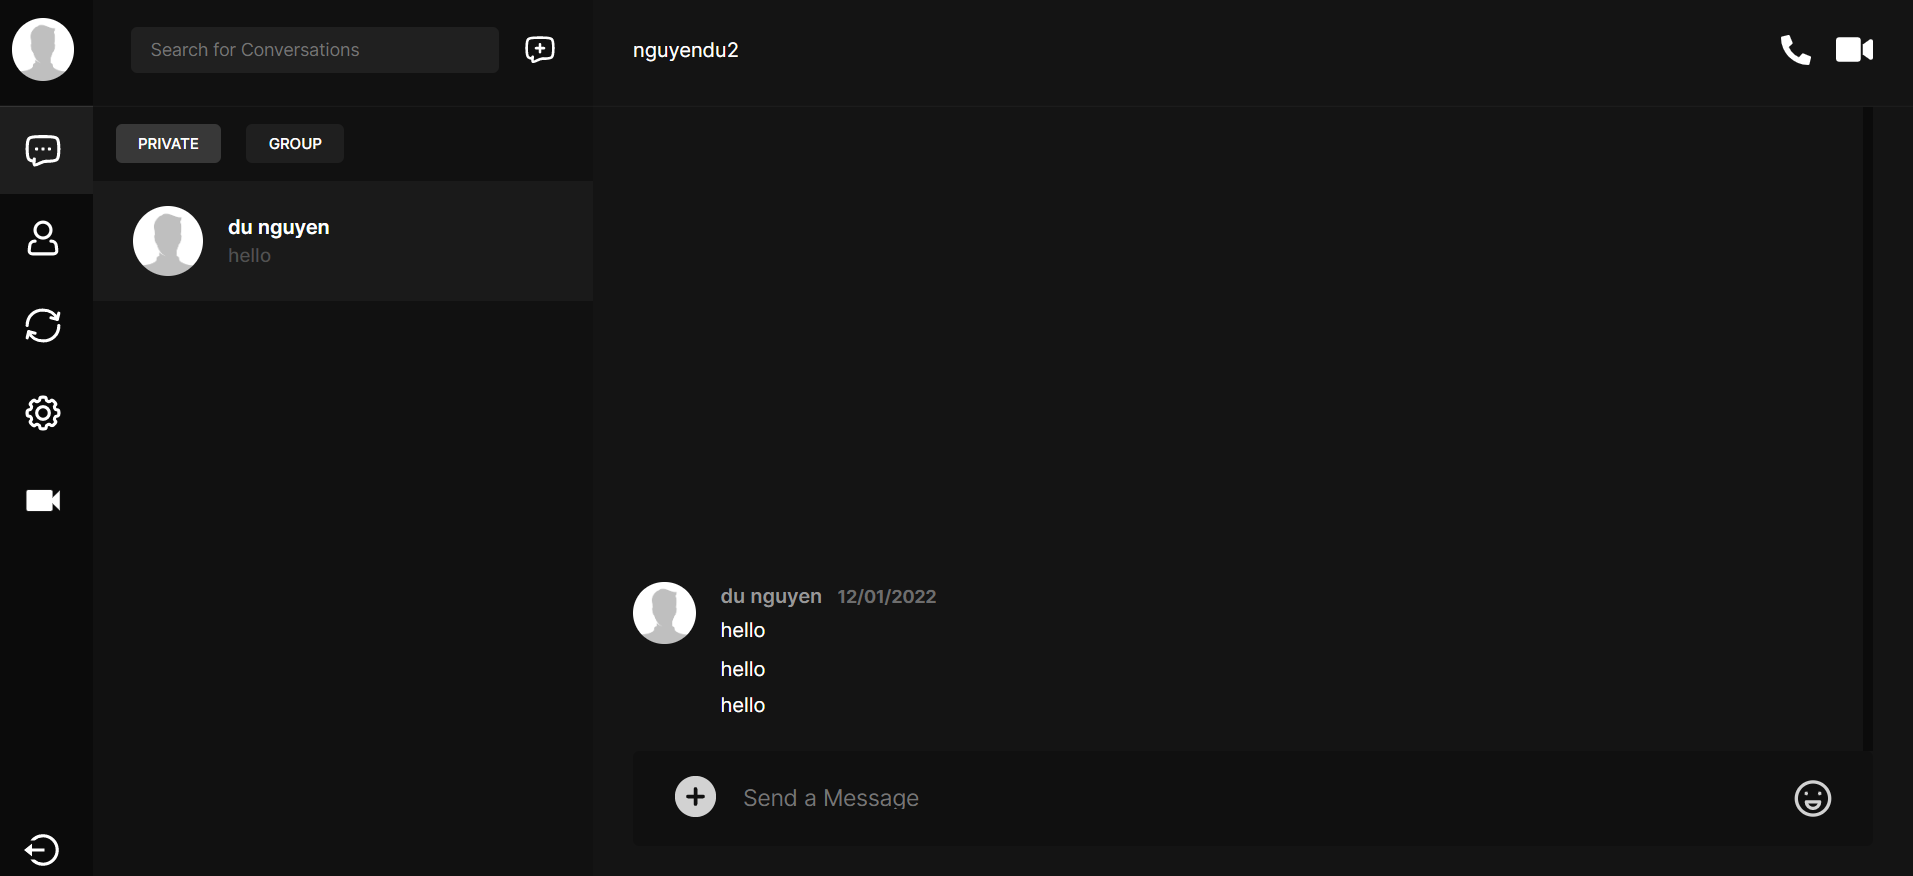 Search for Conversations
nguyendu2
PRIVATE GROUP
du nguyen
hello
du nguyen 12/01/2022
hello
hello
hello
Send a Message